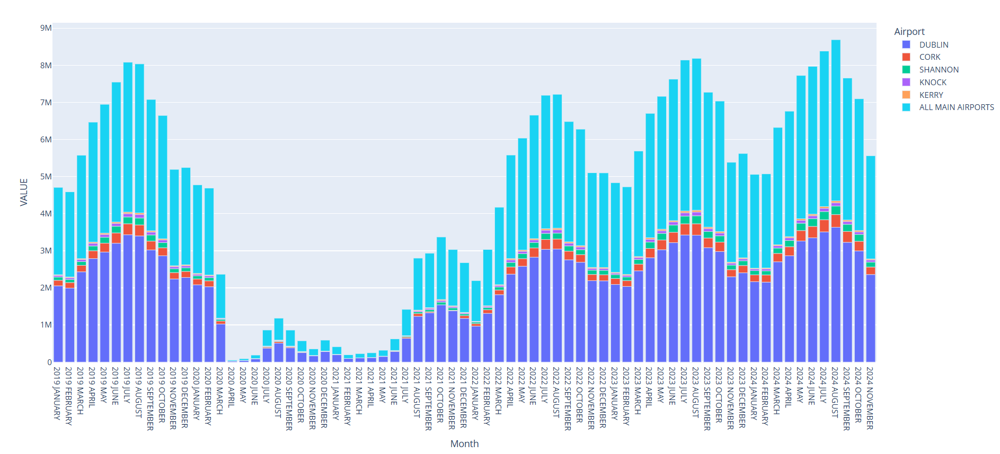 9M
8M
7M
6M
5M
4M
3M
2M
1M
0
VALUE
2019 JANUARY
2019 FEBRUARY
2019 MARCH
2019 APRIL
2019 MAY
2019 JUNE
2019 JULY
2019 AUGUST
2019 SEPTEMBER
2019 OCTOBER
2019 NOVEMBER
2019 DECEMBER
2020 JANUARY
2020 FEBRUARY
2020 MARCH
2020 APRIL
2020 MAY
2020 JUNE
2020 JULY
2020 AUGUST
2020 SEPTEMBER
2020 OCTOBER
2020 NOVEMBER
2020 DECEMBER
2021 JANUARY
2021 FEBRUARY
2021 MARCH
2021 APRIL
2021 MAY
2021 JUNE
2021 JULY
2021 AUGUST
2021 SEPTEMBER
2021 OCTOBER
2021 NOVEMBER
2021 DECEMBER
2022 JANUARY
2022 FEBRUARY
2022 MARCH
2022 APRIL
2022 MAY
2022 JUNE
2022 JULY
2022 AUGUST
2022 SEPTEMBER
2022 OCTOBER
2022 NOVEMBER
2022 DECEMBER
2023 JANUARY
2023 FEBRUARY
2023 MARCH
2023 APRIL
2023 MAY
2023 JUNE
2023 JULY
2023 AUGUST
2023 SEPTEMBER
2023 OCTOBER
2023 NOVEMBER
2023 DECEMBER
2024 JANUARY
2024 FEBRUARY
2024 MARCH
2024 APRIL
2024 MAY
2024 JUNE
2024 JULY
2024 AUGUST
2024 SEPTEMBER
2024 OCTOBER
2024 NOVEMBER
Month
Airport
DUBLIN
CORK
SHANNON
KNOCK
KERRY
ALL MAIN AIRPORTS